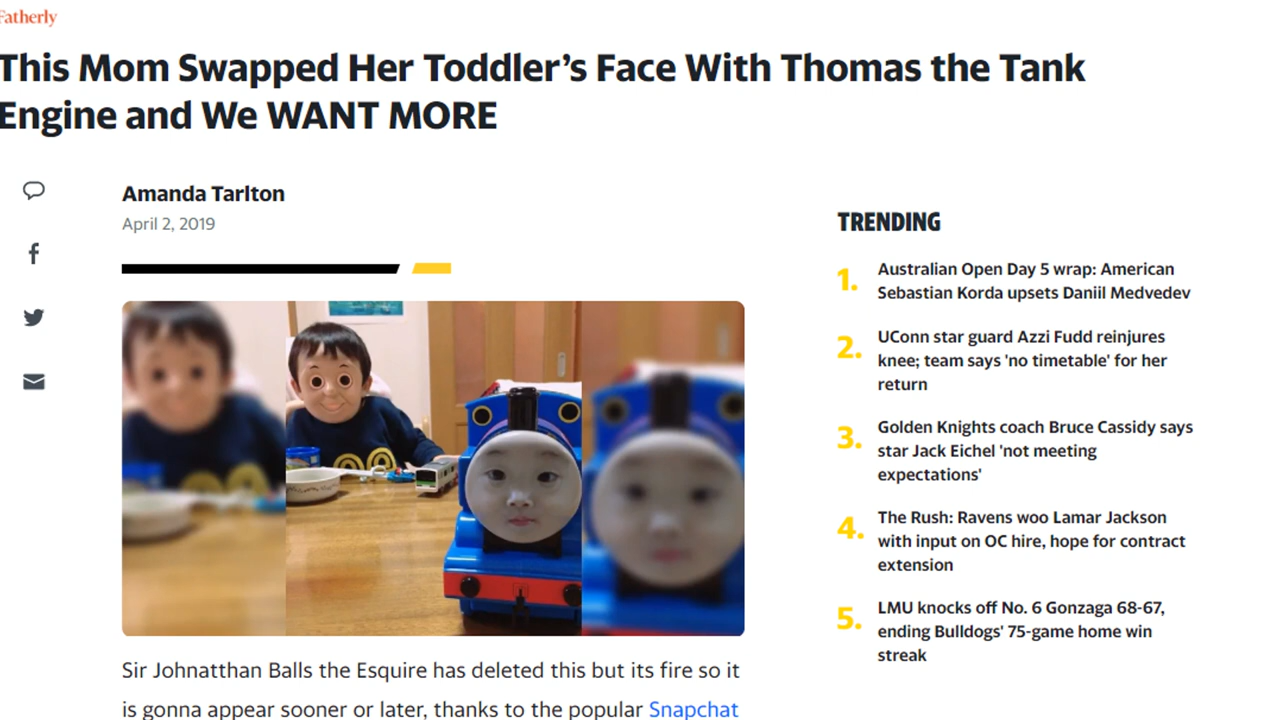 Fatherly
This Mom Swapped Her Toddler’s Face With Thomas the Tank
Engine and We WANT MORE
Amanda Tarlton
April 2, 2019
Sir Johnatthan Balls the Esquire has deleted this but its fire so it
is gonna appear sooner or later, thanks to the popular Snapchat
TRENDING
1. Australian Open Day 5 wrap: American
Sebastian Korda upsets Daniil Medvedev
2. UConn star guard Azzi Fudd reinjures
knee; team says 'no timetable' for her
return
3. Golden Knights coach Bruce Cassidy says
star Jack Eichel 'not meeting
expectations'
4. The Rush: Ravens woo Lamar Jackson
with input on OC hire, hope for contract
extension
5. LMU knocks off No. 6 Gonzaga 68-67,
ending Bulldogs' 75-game home win
streak